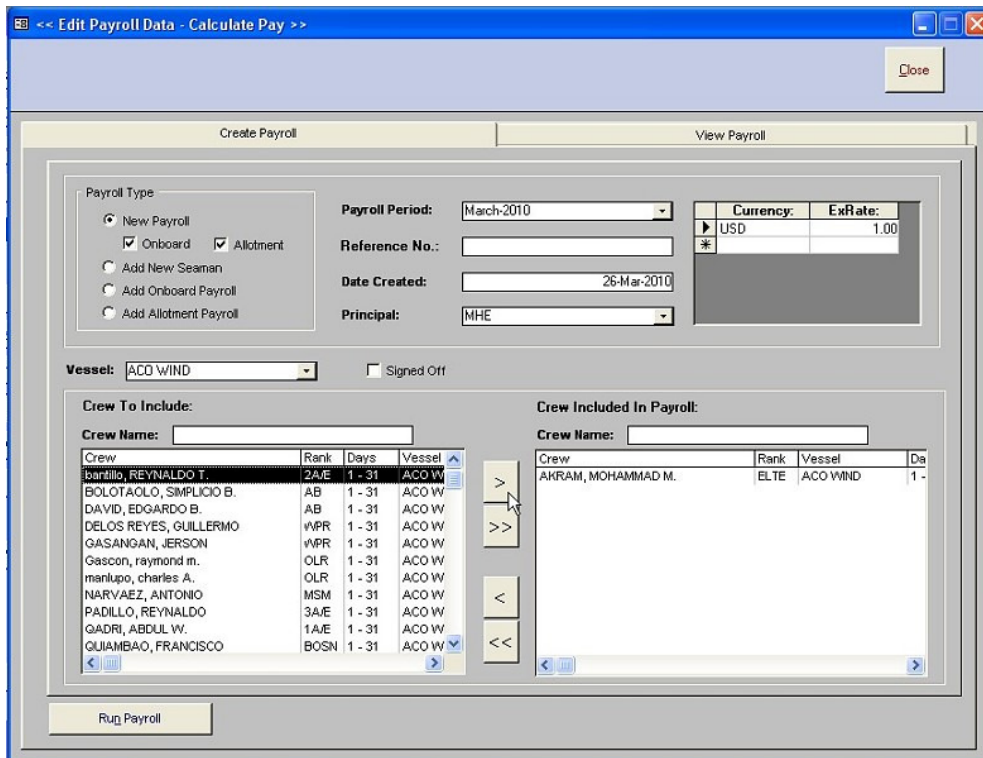 << Edit Payroll Data - Calculate Pay >>
Close
Create Payroll View Payroll
Payroll Type
New Payroll
Onboard Allotment
Add New Seaman
Add Onboard Payroll
Add Allotment Payroll
Payroll Period: March-2010
Reference No.:
Date Created: 26-Mar-2010
Principal: MHE
Currency: ExRate:
USD 1.00
Vessel: ACO WIND Signed Off
Crew To Include:
Crew Name:
Crew Rank Days Vessel
bantillo, REYNALDO T. 2A/E 1 - 31 ACO W
BOLOTAOLO, SIMPLICIO B. AB 1 - 31 ACO W
DAVID, EDGARDO B. AB 1 - 31 ACO W
DELOS REYES, GUILLERMO WPR 1 - 31 ACO W
GASANGAN, JERSON WPR 1 - 31 ACO W
Gascon, raymond m. OLR 1 - 31 ACO W
manlupo, charles A. OLR 1 - 31 ACO W
NARVAEZ, ANTONIO MSM 1 - 31 ACO W
PADILLO, REYNALDO 3A/E 1 - 31 ACO W
QADRI, ABDUL W. 1A/E 1 - 31 ACO W
QUIAMBAO, FRANCISCO BOSN 1 - 31 ACO W
>
>>
<
<<
Crew Included In Payroll:
Crew Name:
Crew Rank Vessel Da
AKRAM, MOHAMMAD M. ELTE ACO WIND 1 -
Run Payroll